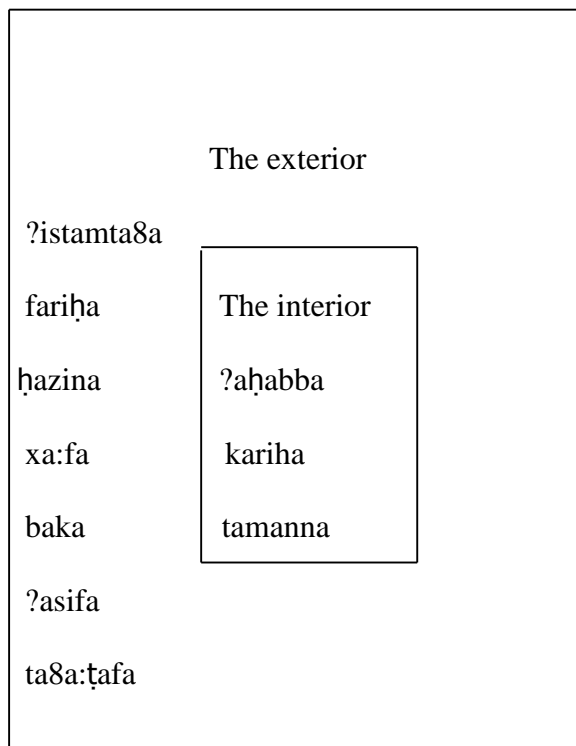 The exterior
?istamta8a
fariḥa The interior
ḥazina ?aḥabba
xa:fa kariha
baka tamanna
?asifa
ta8a:ṭafa